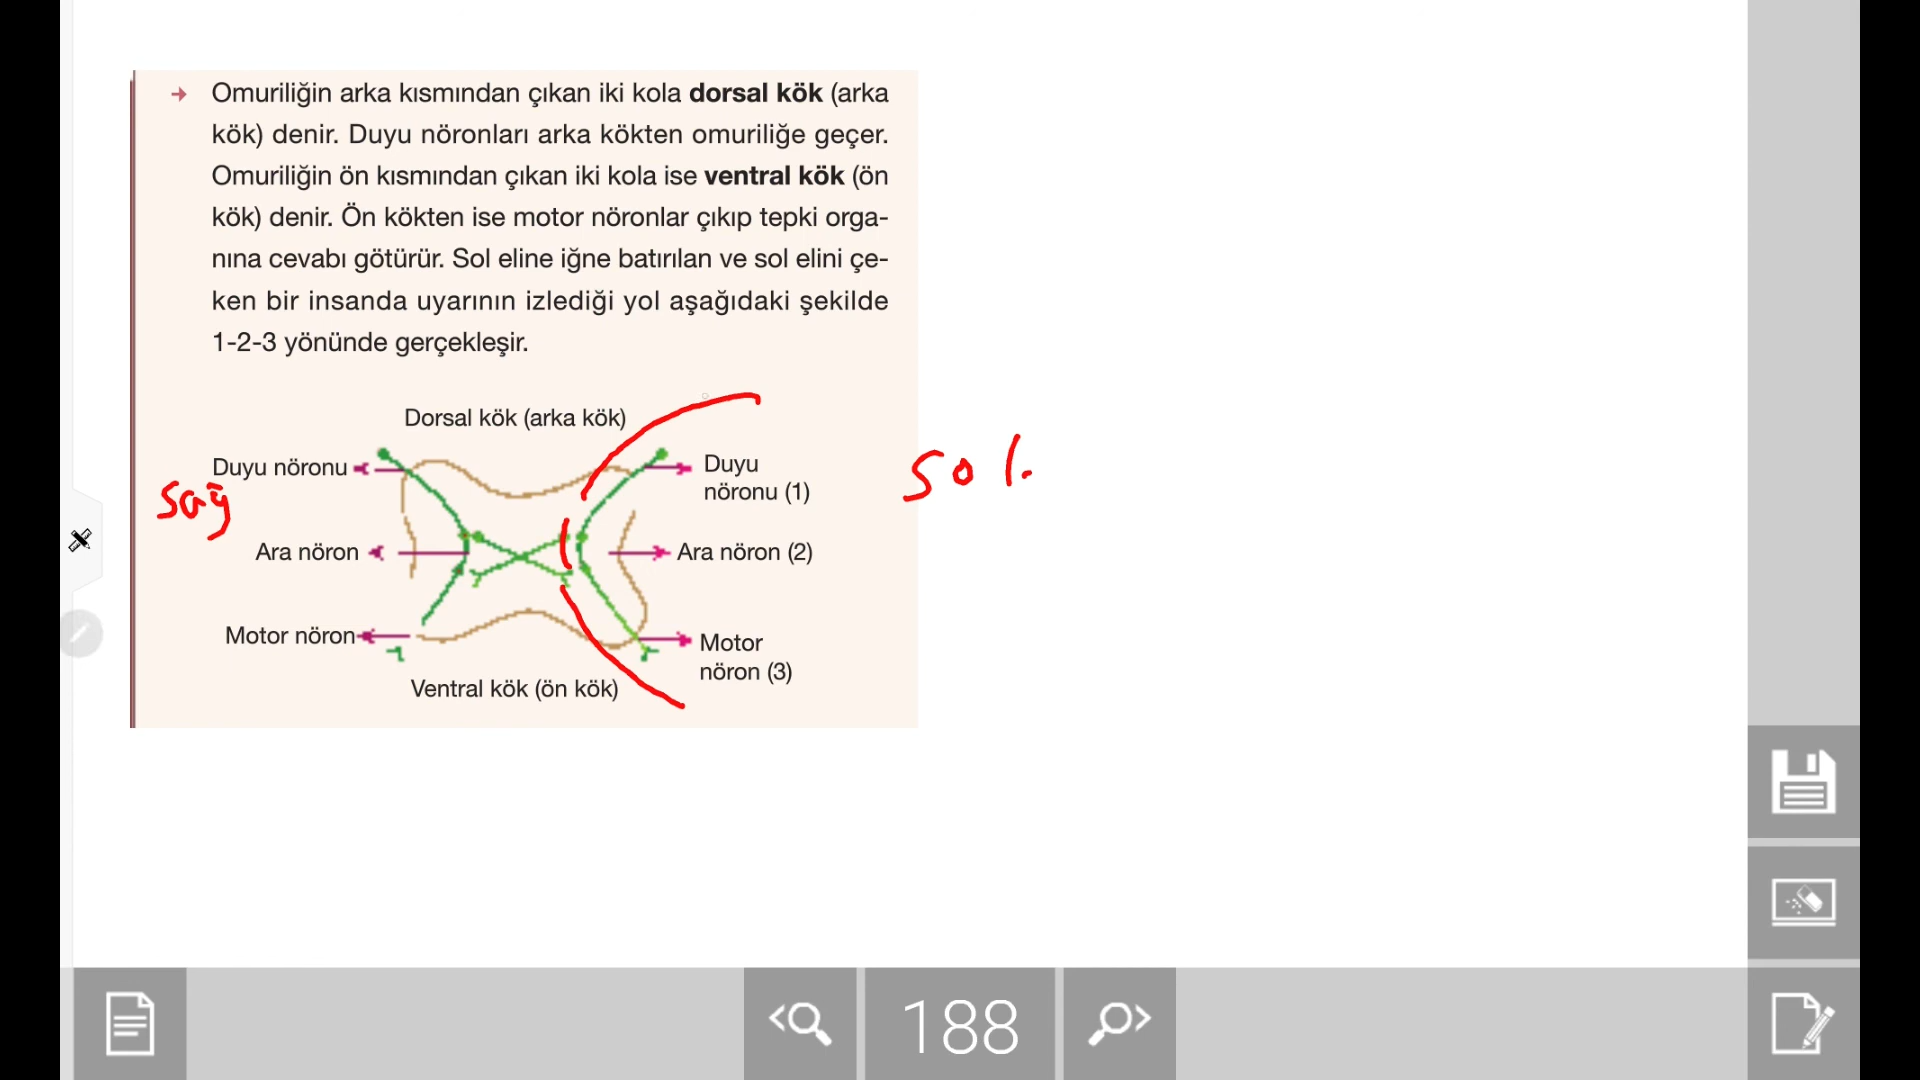 → Omuriliğin arka kısmından çıkan iki kola dorsal kök (arka
kök) denir. Duyu nöronları arka kökten omuriliğe geçer.
Omuriliğin ön kısmından çıkan iki kola ise ventral kök (ön
kök) denir. Ön kökten ise motor nöronlar çıkıp tepki orga-
nına cevabı götürür. Sol eline iğne batırılan ve sol elini çe-
ken bir insanda uyarının izlediği yol aşağıdaki şekilde
1-2-3 yönünde gerçekleşir.
Dorsal kök (arka kök)
Duyu nöronu
Duyu
nöronu (1)
sağ
sol
Ara nöron
Ara nöron (2)
Motor nöron
Motor
nöron (3)
Ventral kök (ön kök)
188